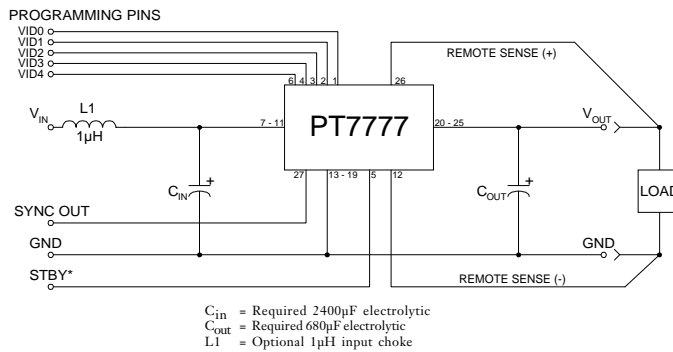 PROGRAMMING PINS
VID0
VID1
VID2
VID3
VID4
6 4 3 2 1
26
REMOTE SENSE (+)
L1
VIN
1µH
7 - 11
PT7777
20 - 25
VOUT
CIN
+
27
13 - 19
5
12
COUT
+
LOAD
SYNC OUT
GND
GND
STBY*
REMOTE SENSE (-)
Cin = Required 2400µF electrolytic
Cout = Required 680µF electrolytic
L1 = Optional 1µH input choke